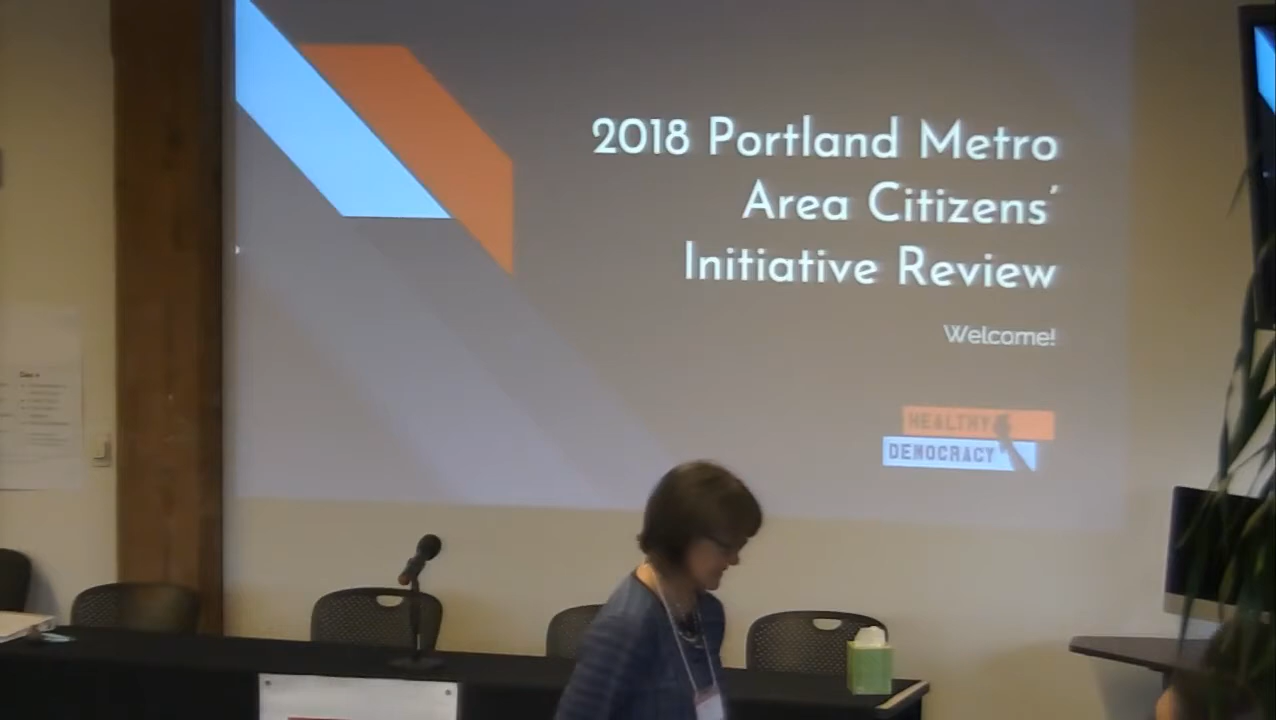 2018 Portland Metro
Area Citizens'
Initiative Review
Welcome!
HEALTHY
DEMOCRACY